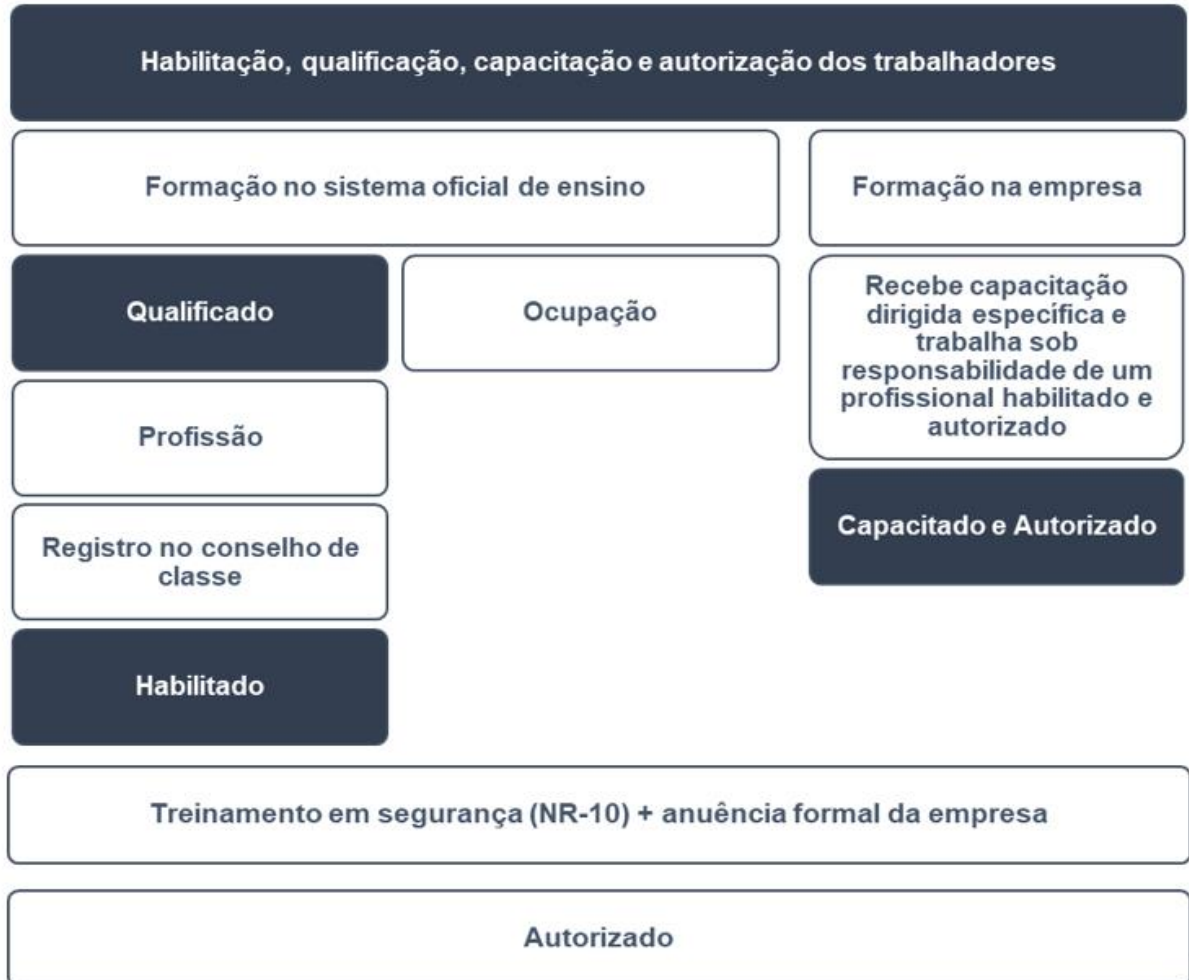 Habilitação, qualificação, capacitação e autorização dos trabalhadores
Formação no sistema oficial de ensino
Formação na empresa
Qualificado
Ocupação
Recebe capacitação
dirigida específica e
trabalha sob
responsabilidade de um
profissional habilitado e
autorizado
Profissão
Registro no conselho de
classe
Capacitado e Autorizado
Habilitado
Treinamento em segurança (NR-10) + anuência formal da empresa
Autorizado